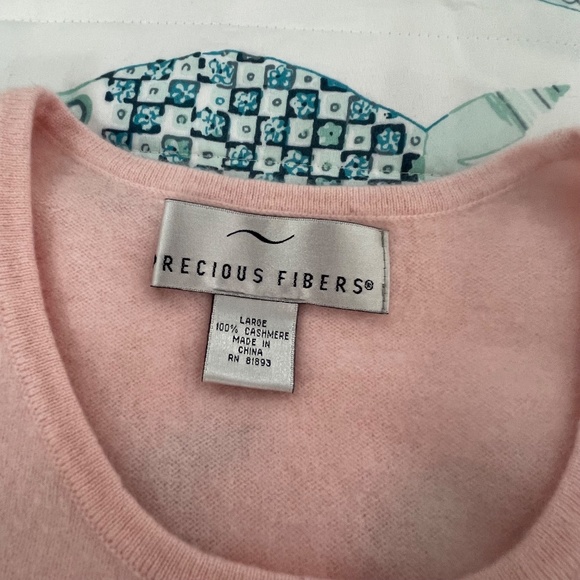 PRECIOUS FIBERS®
LARGE
100% CASHMERE
MADE IN
CHINA
RN 81893